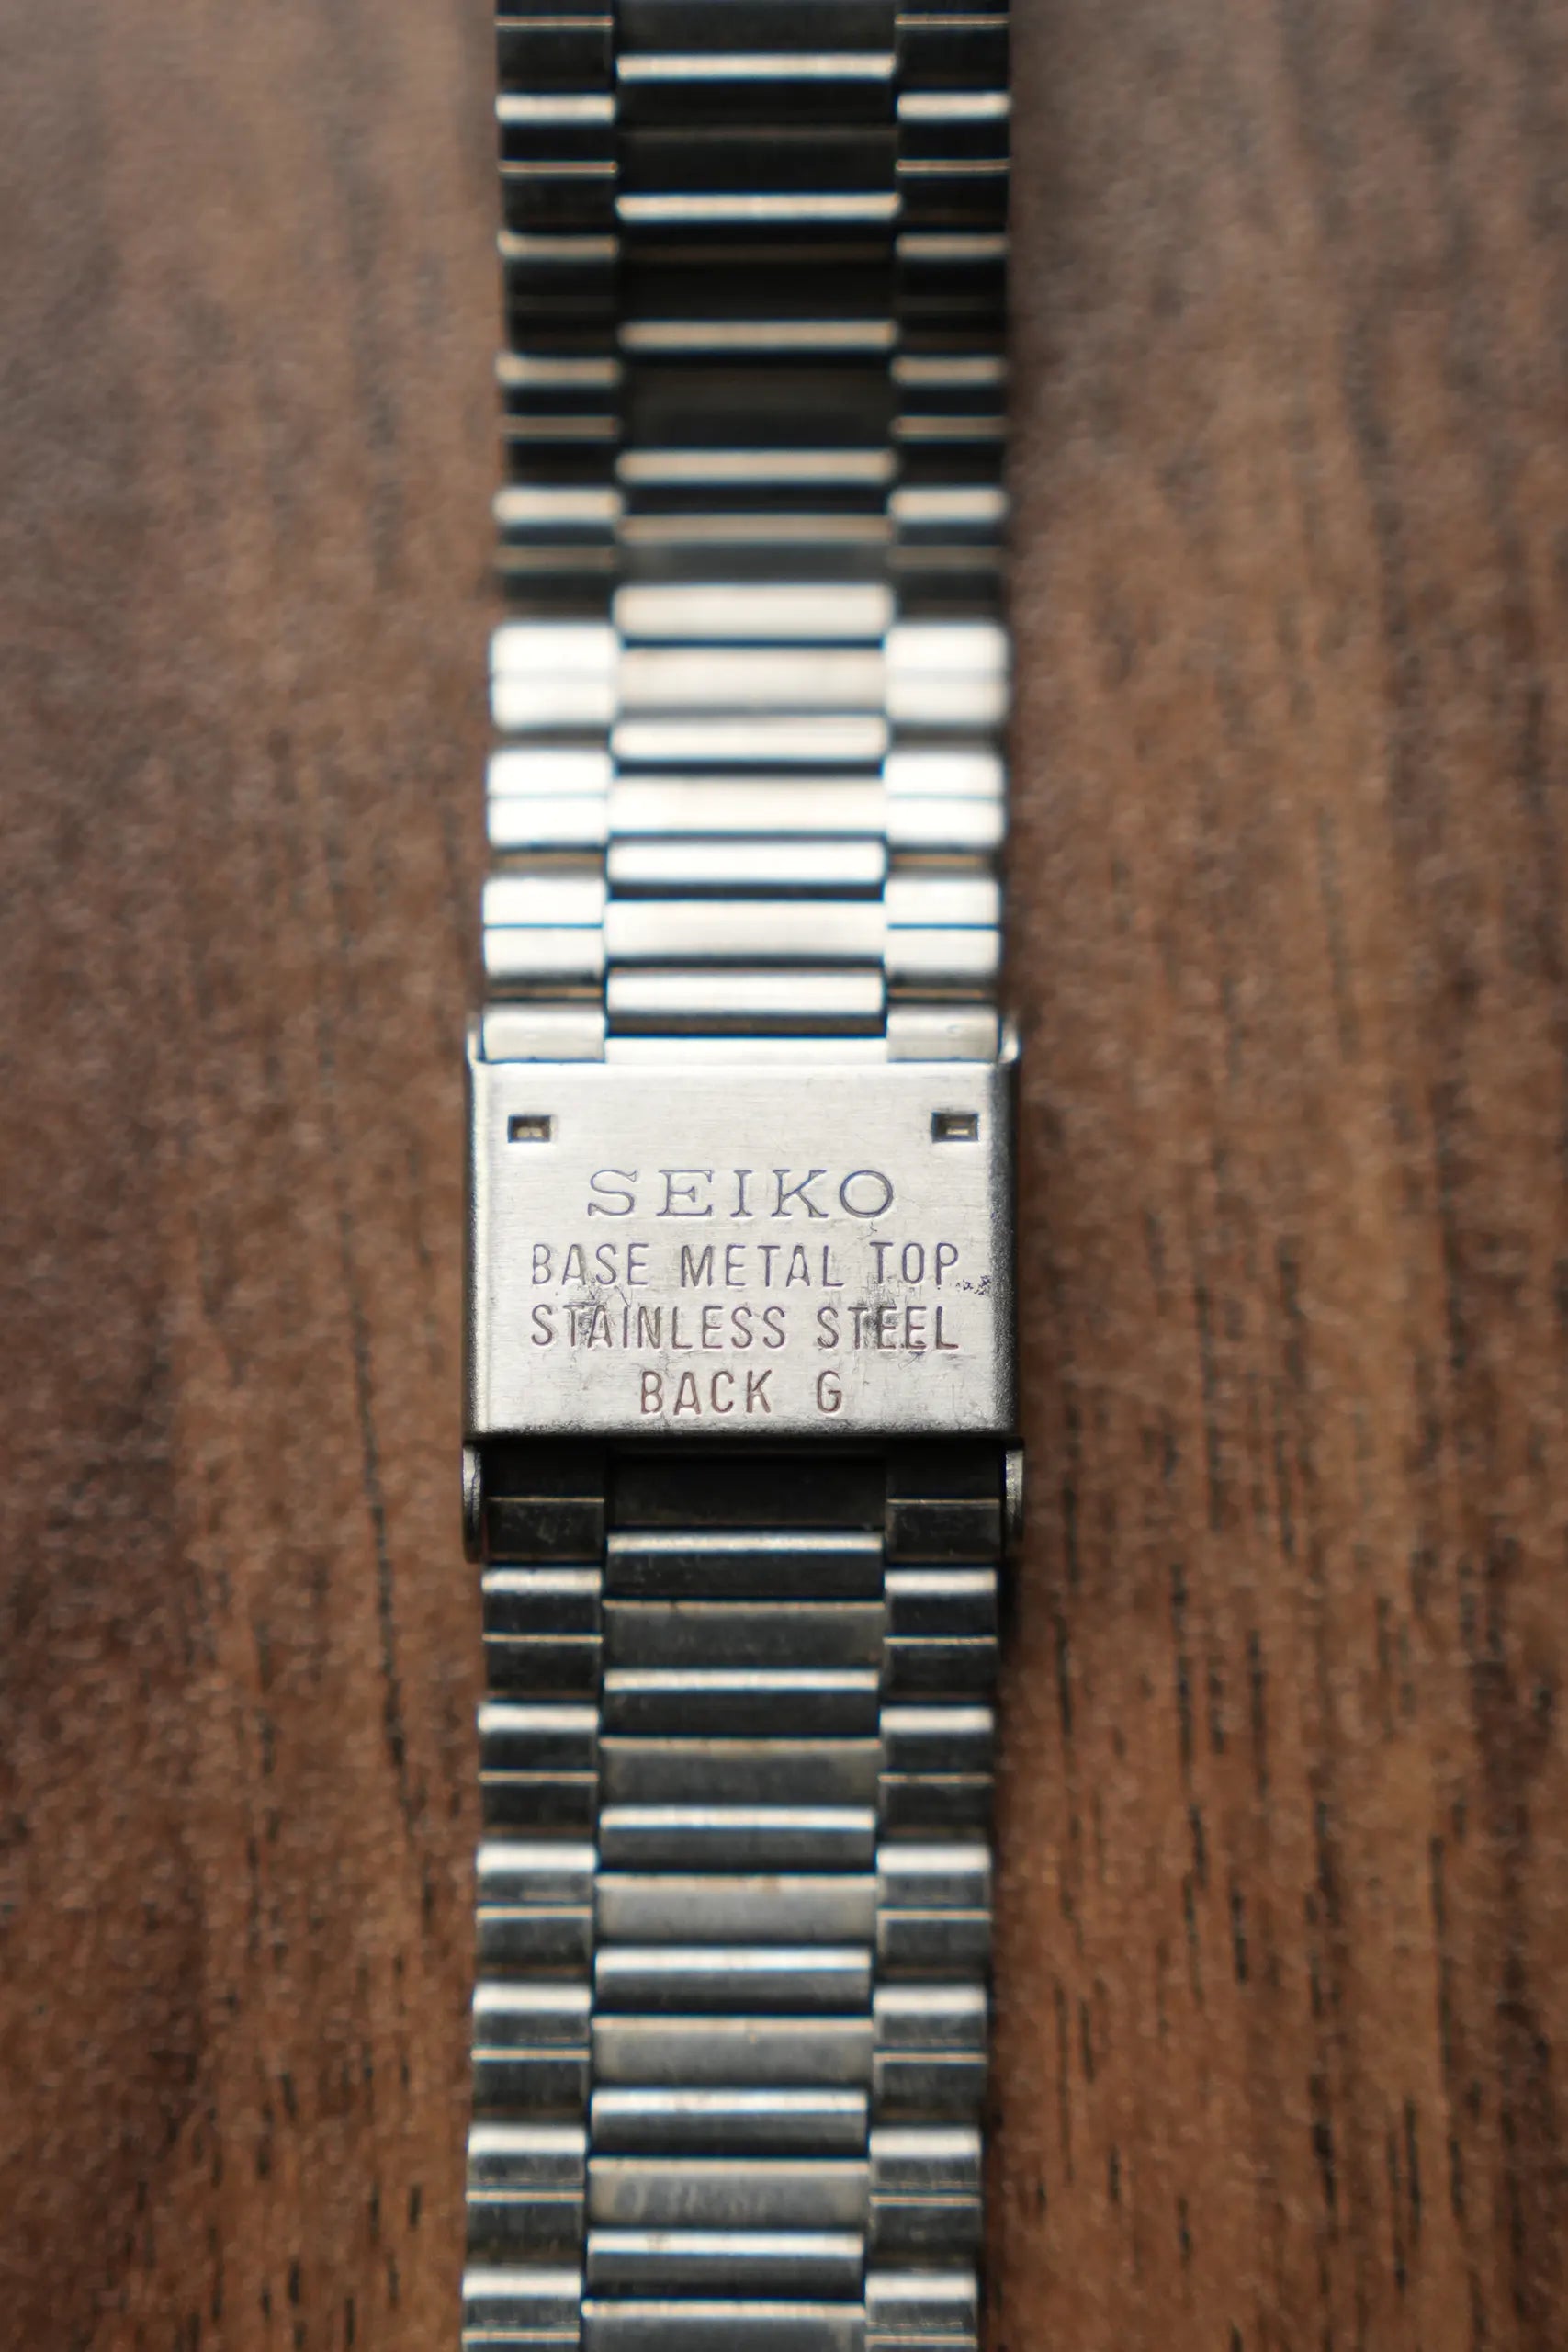 SEIKO
BASE METAL TOP
STAINLESS STEEL
BACK G